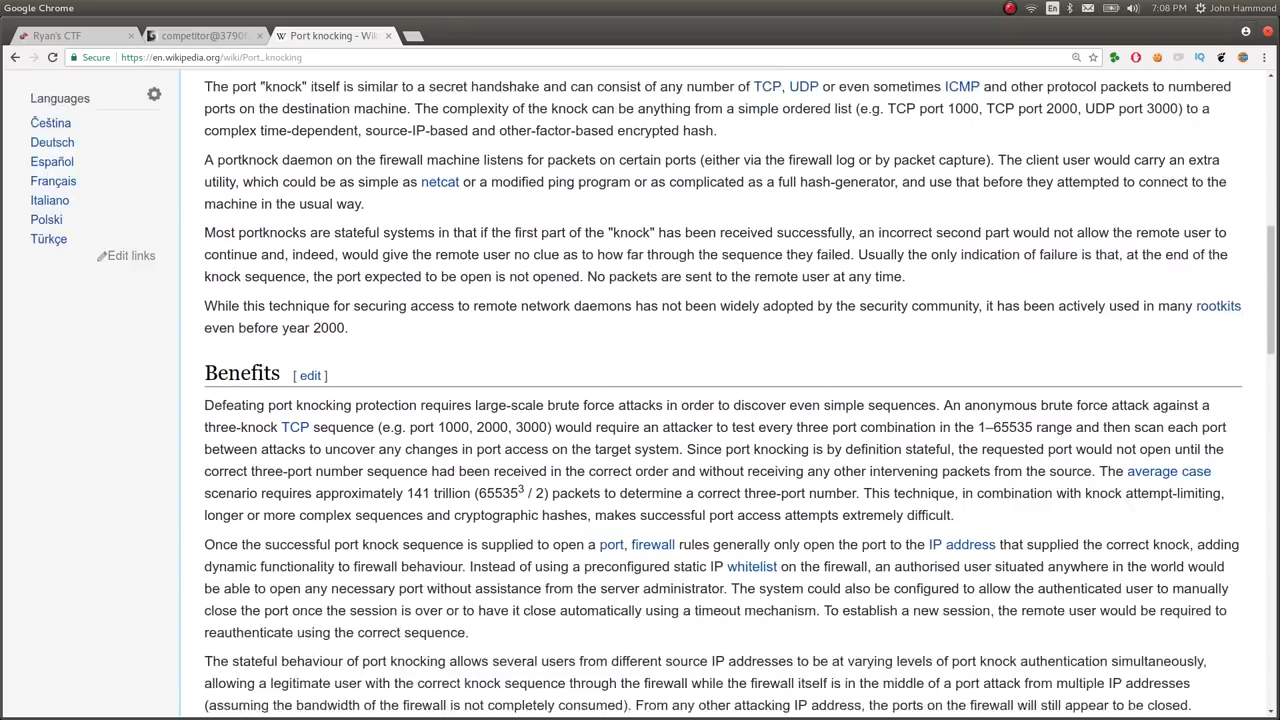 Google Chrome
En
7:08 PM
John Hammond
Ryan's CTF
competitor@3790
Port knocking - Wi
Secure
https://en.wikipedia.org/wiki/Port_knocking
IQ
The port "knock" itself is similar to a secret handshake and can consist of any number of TCP, UDP or even sometimes ICMP and other protocol packets to numbered
ports on the destination machine. The complexity of the knock can be anything from a simple ordered list (e.g. TCP port 1000, TCP port 2000, UDP port 3000) to a
complex time-dependent, source-IP-based and other-factor-based encrypted hash.
A portknock daemon on the firewall machine listens for packets on certain ports (either via the firewall log or by packet capture). The client user would carry an extra
utility, which could be as simple as netcat or a modified ping program or as complicated as a full hash-generator, and use that before they attempted to connect to the
machine in the usual way.
Most portknocks are stateful systems in that if the first part of the "knock" has been received successfully, an incorrect second part would not allow the remote user to
continue and, indeed, would give the remote user no clue as to how far through the sequence they failed. Usually the only indication of failure is that, at the end of the
knock sequence, the port expected to be open is not opened. No packets are sent to the remote user at any time.
While this technique for securing access to remote network daemons has not been widely adopted by the security community, it has been actively used in many rootkits
even before year 2000.
Languages
Čeština
Deutsch
Español
Français
Italiano
Polski
Türkçe
Edit links
Benefits [ edit ]
Defeating port knocking protection requires large-scale brute force attacks in order to discover even simple sequences. An anonymous brute force attack against a
three-knock TCP sequence (e.g. port 1000, 2000, 3000) would require an attacker to test every three port combination in the 1–65535 range and then scan each port
between attacks to uncover any changes in port access on the target system. Since port knocking is by definition stateful, the requested port would not open until the
correct three-port number sequence had been received in the correct order and without receiving any other intervening packets from the source. The average case
scenario requires approximately 141 trillion (65535³ / 2) packets to determine a correct three-port number. This technique, in combination with knock attempt-limiting,
longer or more complex sequences and cryptographic hashes, makes successful port access attempts extremely difficult.
Once the successful port knock sequence is supplied to open a port, firewall rules generally only open the port to the IP address that supplied the correct knock, adding
dynamic functionality to firewall behaviour. Instead of using a preconfigured static IP whitelist on the firewall, an authorised user situated anywhere in the world would
be able to open any necessary port without assistance from the server administrator. The system could also be configured to allow the authenticated user to manually
close the port once the session is over or to have it close automatically using a timeout mechanism. To establish a new session, the remote user would be required to
reauthenticate using the correct sequence.
The stateful behaviour of port knocking allows several users from different source IP addresses to be at varying levels of port knock authentication simultaneously,
allowing a legitimate user with the correct knock sequence through the firewall while the firewall itself is in the middle of a port attack from multiple IP addresses
(assuming the bandwidth of the firewall is not completely consumed). From any other attacking IP address, the ports on the firewall will still appear to be closed.